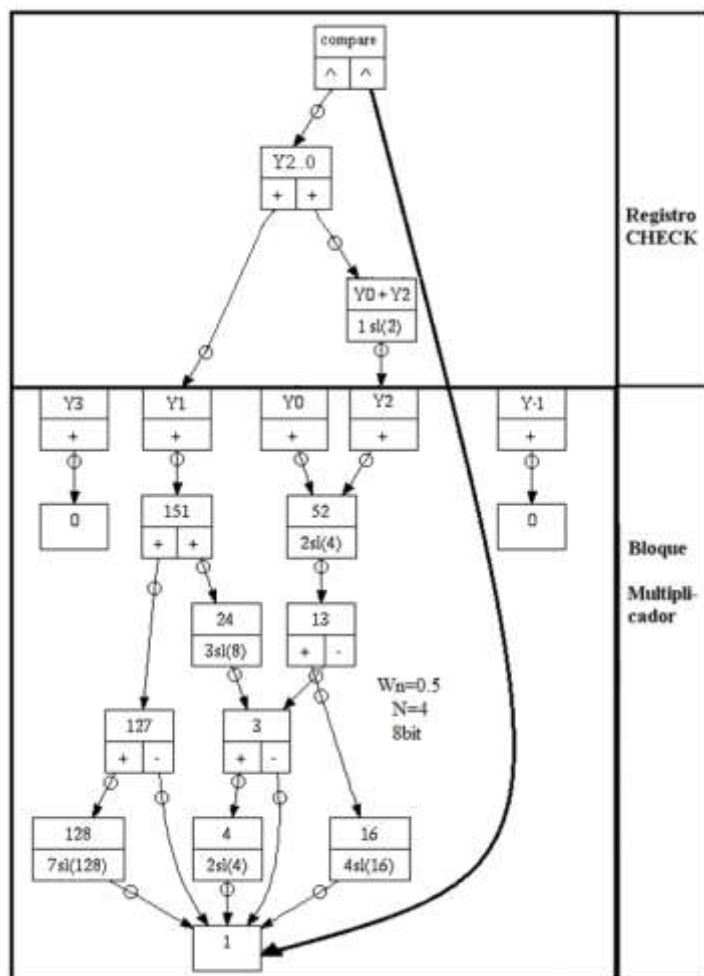 compare
^ ^
Y2..0
+ +
Registro
CHECK
Y0+Y2
1sl(2)
Y3 Y1 Y0 Y2 Y-1
+ + + + +
0 151 52 0
+ + 2sl(4)
Bloque
Multipli-
cador
24 13
3sl(8) + -
Wn=0.5
N=4
8bit
127 3
+ - + -
128 4 16
7sl(128) 2sl(4) 4sl(16)
1